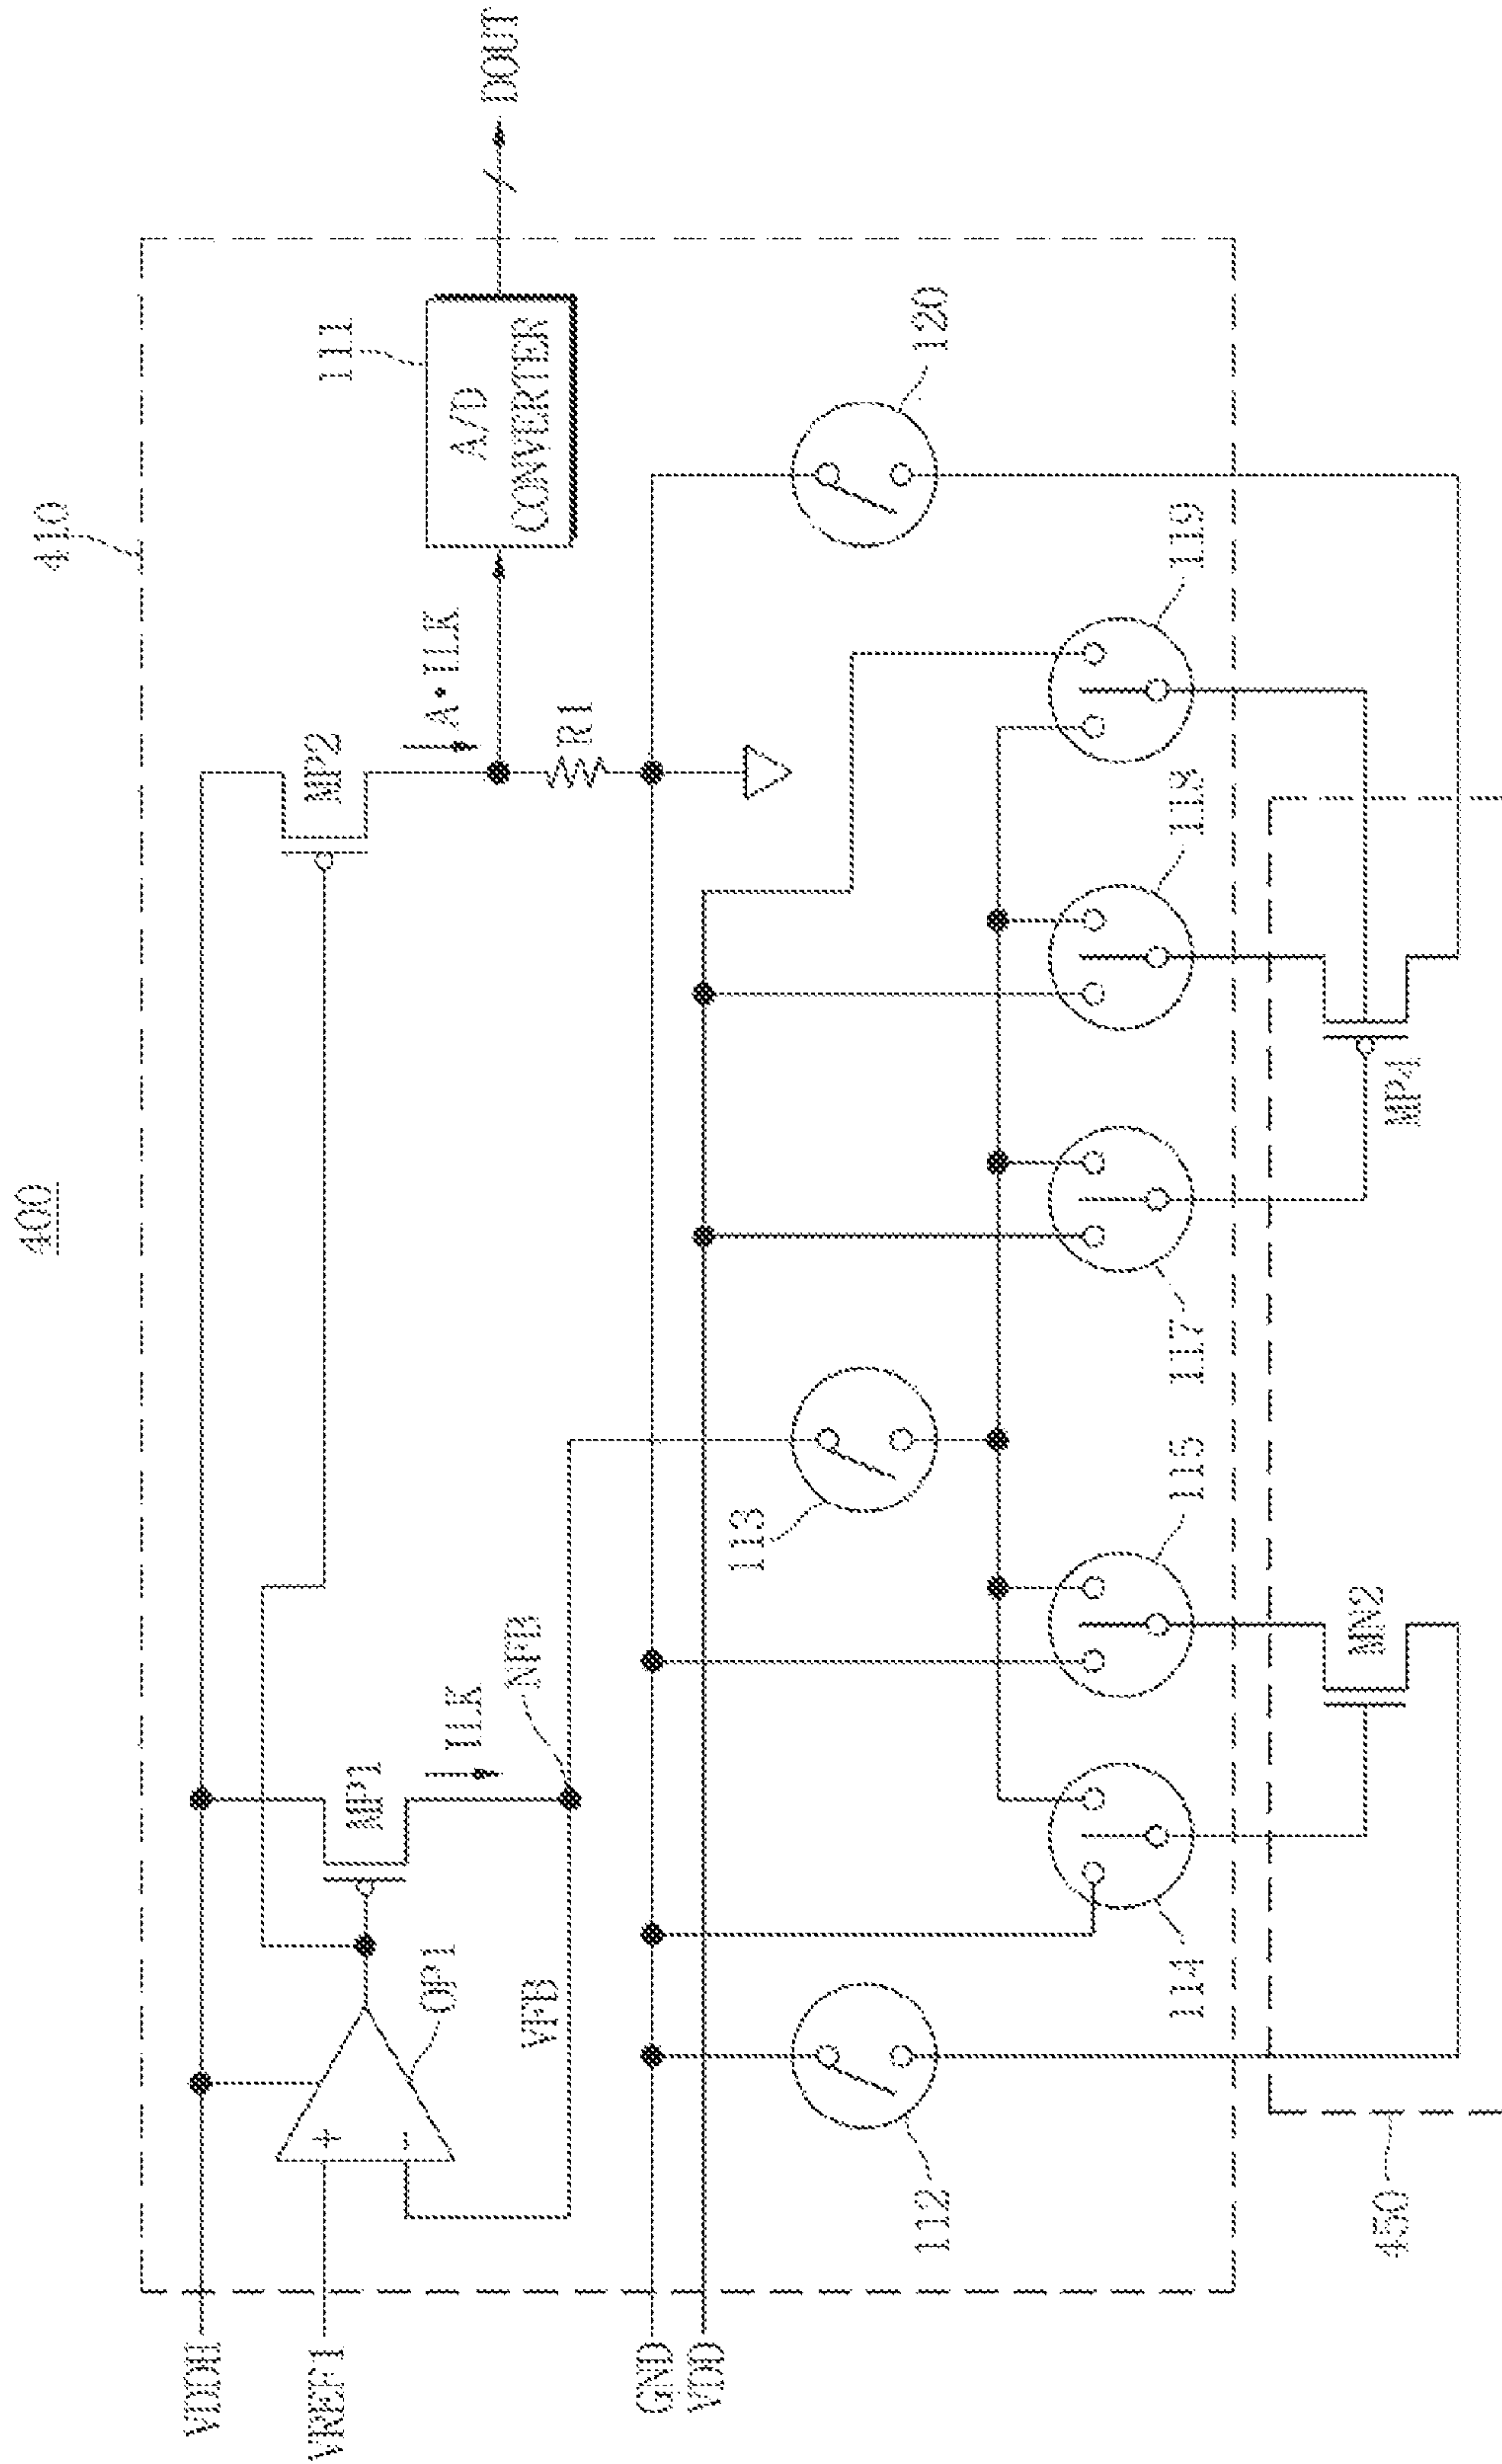 400
410
VDDH
VREF1
GND
VDD
+
-
OP1
MP1
ILK
VFB
NFB
MP2
A•ILK
R1
111
A/D
CONVERTER
DOUT
112
113
114
115
117
118
119
120
MN2
MP4
450